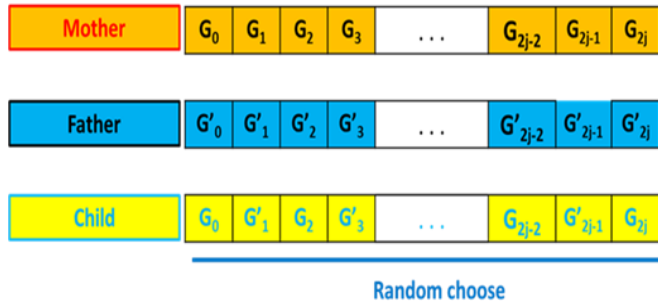 Mother G₀ G₁ G₂ G₃ ... G₂ⱼ₋₂ G₂ⱼ₋₁ G₂ⱼ
Father G'₀ G'₁ G'₂ G'₃ ... G'₂ⱼ₋₂ G'₂ⱼ₋₁ G'₂ⱼ
Child G₀ G'₁ G₂ G'₃ ... G₂ⱼ₋₂ G'₂ⱼ₋₁ G₂ⱼ
Random choose